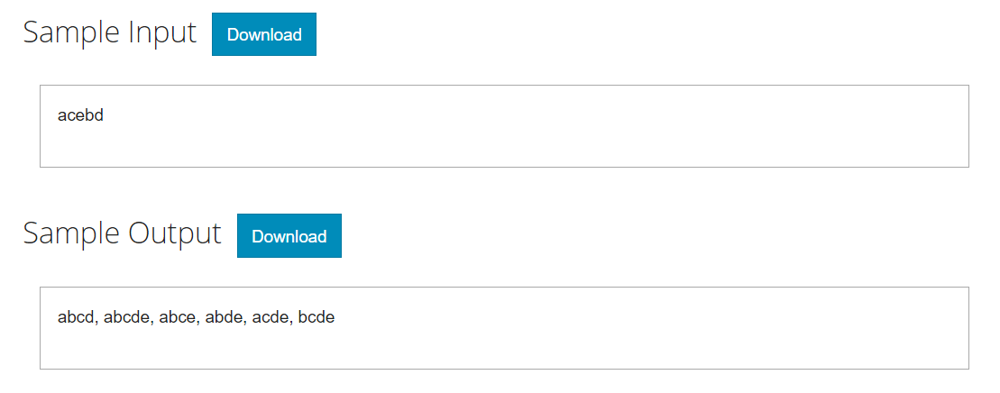 Sample Input Download
acebd
Sample Output Download
abcd, abcde, abce, abde, acde, bcde